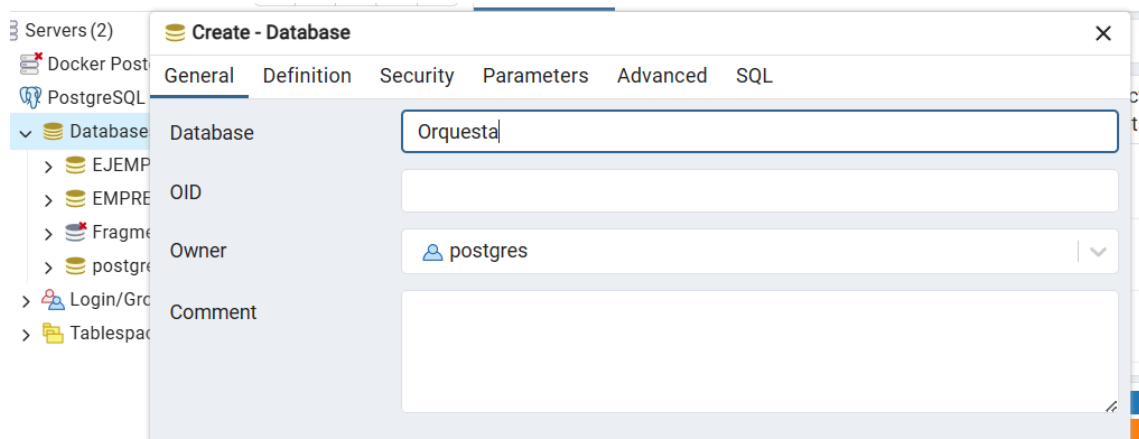 Servers (2)
Docker Post
PostgreSQL
Database
EJEMP
EMPRE
Fragme
postgre
Login/Gro
Tablespac
Create - Database
General Definition Security Parameters Advanced SQL
Database Orquesta
OID
Owner postgres
Comment